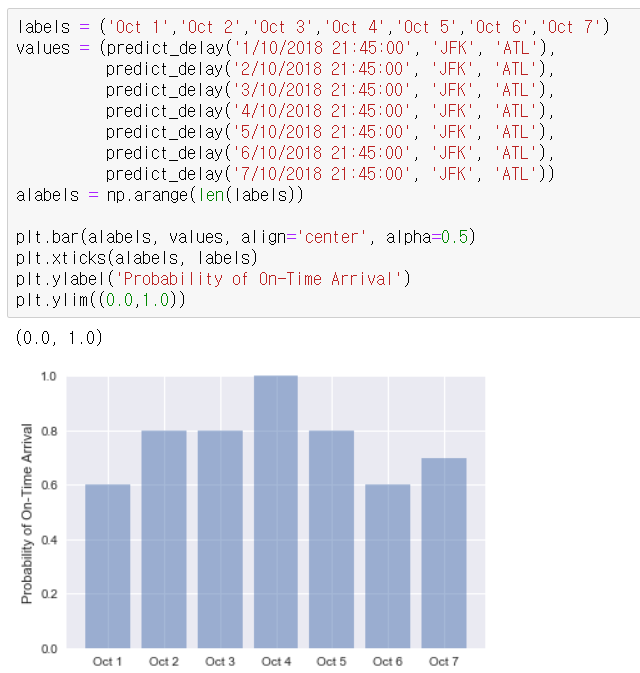 labels = ('Oct 1','Oct 2','Oct 3','Oct 4','Oct 5','Oct 6','Oct 7')
values = (predict_delay('1/10/2018 21:45:00', 'JFK', 'ATL'),
predict_delay('2/10/2018 21:45:00', 'JFK', 'ATL'),
predict_delay('3/10/2018 21:45:00', 'JFK', 'ATL'),
predict_delay('4/10/2018 21:45:00', 'JFK', 'ATL'),
predict_delay('5/10/2018 21:45:00', 'JFK', 'ATL'),
predict_delay('6/10/2018 21:45:00', 'JFK', 'ATL'),
predict_delay('7/10/2018 21:45:00', 'JFK', 'ATL'))
alabels = np.arange(len(labels))
plt.bar(alabels, values, align='center', alpha=0.5)
plt.xticks(alabels, labels)
plt.ylabel('Probability of On-Time Arrival')
plt.ylim((0.0,1.0))
(0.0, 1.0)
Probability of On-Time Arrival
1.0
0.8
0.6
0.4
0.2
0.0
Oct 1 Oct 2 Oct 3 Oct 4 Oct 5 Oct 6 Oct 7